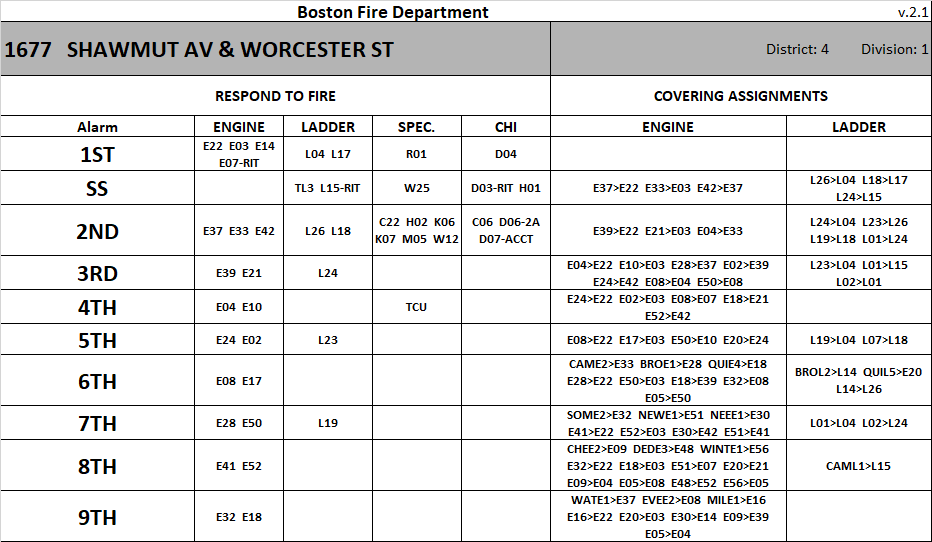 Boston Fire Department v.2.1
1677 SHAWMUT AV & WORCESTER ST District: 4 Division: 1
RESPOND TO FIRE COVERING ASSIGNMENTS
Alarm ENGINE LADDER SPEC. CHI ENGINE LADDER
1ST
E22 E03 E14
E07-RIT
L04 L17
R01
D04
SS
TL3 L15-RIT
W25
D03-RIT H01
E37>E22 E33>E03 E42>E37
L26>L04 L18>L17
L24>L15
2ND
E37 E33 E42
L26 L18
C22 H02 K06
K07 M05 W12
C06 D06-2A
D07-ACCT
E39>E22 E21>E03 E04>E33
L24>L04 L23>L26
L19>L18 L01>L24
3RD
E39 E21
L24
E04>E22 E10>E03 E28>E37 E02>E39
E24>E42 E08>E04 E50>E08
L23>L04 L01>L15
L02>L01
4TH
E04 E10
TCU
E24>E22 E02>E03 E08>E07 E18>E21
E52>E42
5TH
E24 E02
L23
E08>E22 E17>E03 E50>E10 E20>E24
L19>L04 L07>L18
6TH
E08 E17
CAME2>E33 BROE1>E28 QUIE4>E18
E28>E22 E50>E03 E18>E39 E32>E08
E05>E50
BROL2>L14 QUIL5>E20
L14>L26
7TH
E28 E50
L19
SOME2>E32 NEWE1>E51 NEEE1>E30
E41>E22 E52>E03 E30>E42 E51>E41
L01>L04 L02>L24
8TH
E41 E52
CHEE2>E09 DEDE3>E48 WINTE1>E56
E32>E22 E18>E03 E51>E07 E20>E21
E09>E04 E05>E08 E48>E52 E56>E05
CAML1>L15
9TH
E32 E18
WATE1>E37 EVEE2>E08 MILE1>E16
E16>E22 E20>E03 E30>E14 E09>E39
E05>E04